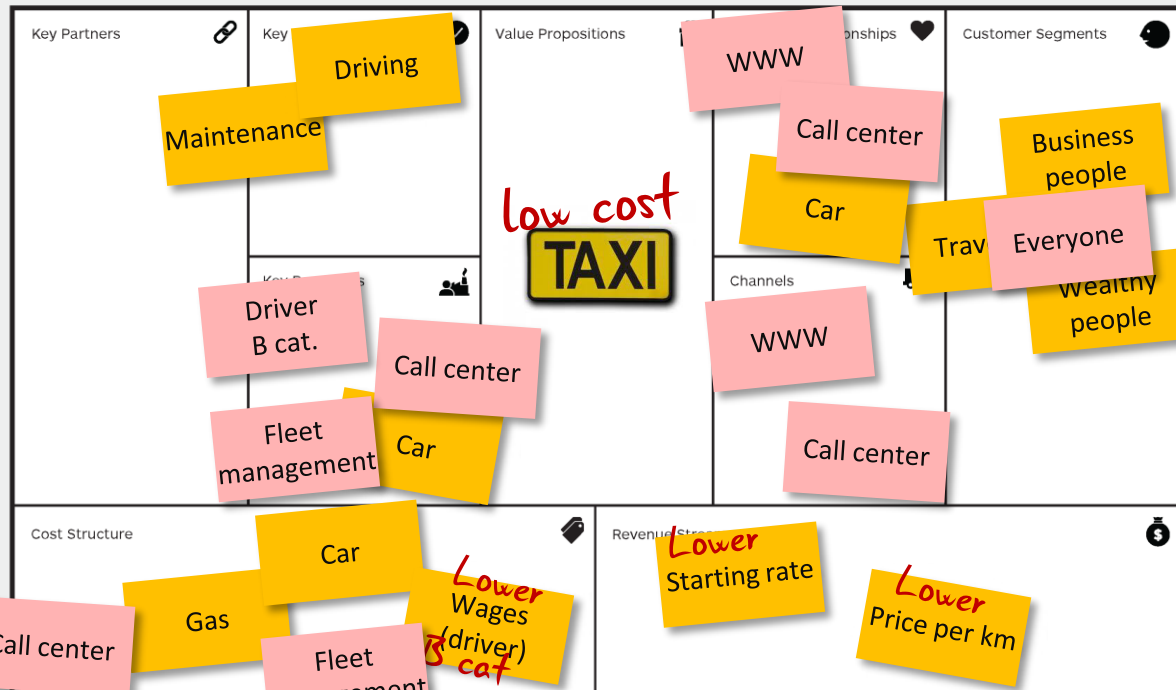 Key Partners
Key
Driving
Maintenance
Value Propositions
low cost
TAXI
WWW
onships
Call center
Car
Customer Segments
Business
people
Trav
Everyone
Wealthy
people
Driver
B cat.
Call center
Fleet
management
Car
Channels
WWW
Call center
Cost Structure
Car
Gas
Call center
Lower
Wages
(driver)
B cat
Fleet
Lower
Starting rate
Lower
Price per km